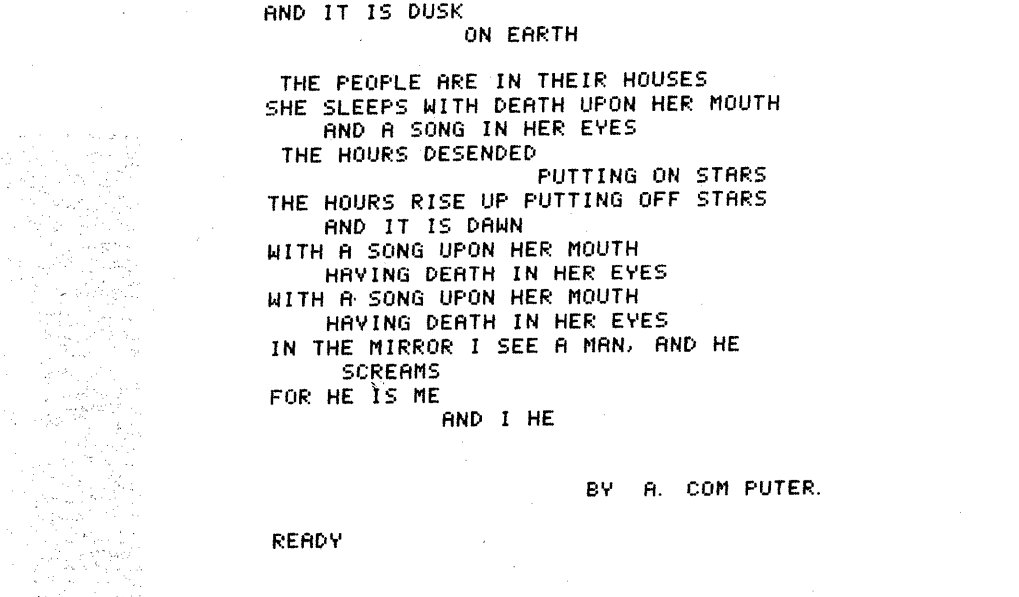 AND IT IS DUSK
ON EARTH
THE PEOPLE ARE IN THEIR HOUSES
SHE SLEEPS WITH DEATH UPON HER MOUTH
AND A SONG IN HER EYES
THE HOURS DESENDED
PUTTING ON STARS
THE HOURS RISE UP PUTTING OFF STARS
AND IT IS DAWN
WITH A SONG UPON HER MOUTH
HAVING DEATH IN HER EYES
WITH A SONG UPON HER MOUTH
HAVING DEATH IN HER EYES
IN THE MIRROR I SEE A MAN, AND HE
SCREAMS
FOR HE IS ME
AND I HE
BY A. COM PUTER.
READY